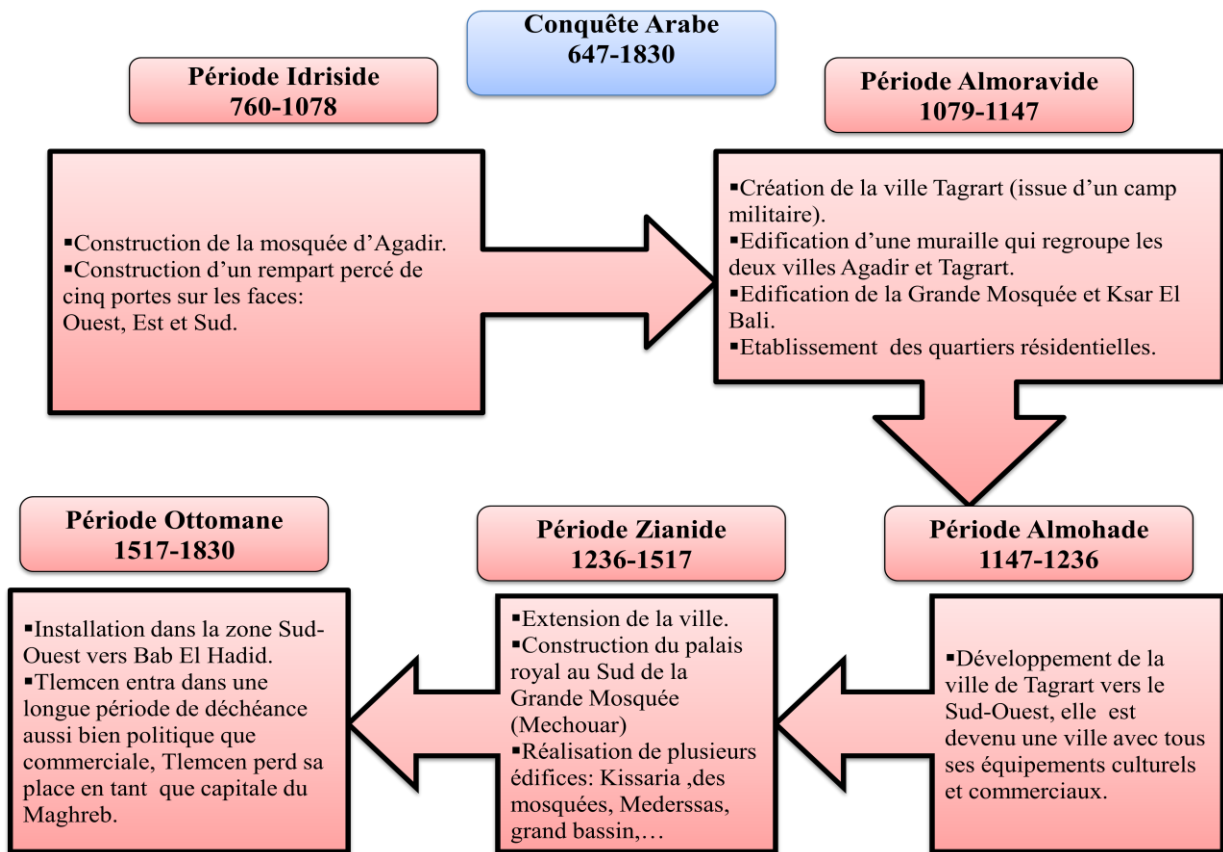 Conquête Arabe
647-1830
Période Idriside
760-1078
▪Construction de la mosquée d’Agadir.
▪Construction d’un rempart percé de
cinq portes sur les faces:
Ouest, Est et Sud.
Période Almoravide
1079-1147
▪Création de la ville Tagrart (issue d’un camp
militaire).
▪Edification d’une muraille qui regroupe les
deux villes Agadir et Tagrart.
▪Edification de la Grande Mosquée et Ksar El
Bali.
▪Etablissement des quartiers résidentielles.
Période Almohade
1147-1236
▪Développement de la
ville de Tagrart vers le
Sud-Ouest, elle est
devenu une ville avec tous
ses équipements culturels
et commerciaux.
Période Zianide
1236-1517
▪Extension de la ville.
▪Construction du palais
royal au Sud de la
Grande Mosquée
(Mechouar)
▪Réalisation de plusieurs
édifices: Kissaria ,des
mosquées, Mederssas,
grand bassin,…
Période Ottomane
1517-1830
▪Installation dans la zone Sud-
Ouest vers Bab El Hadid.
▪Tlemcen entra dans une
longue période de déchéance
aussi bien politique que
commerciale, Tlemcen perd sa
place en tant que capitale du
Maghreb.